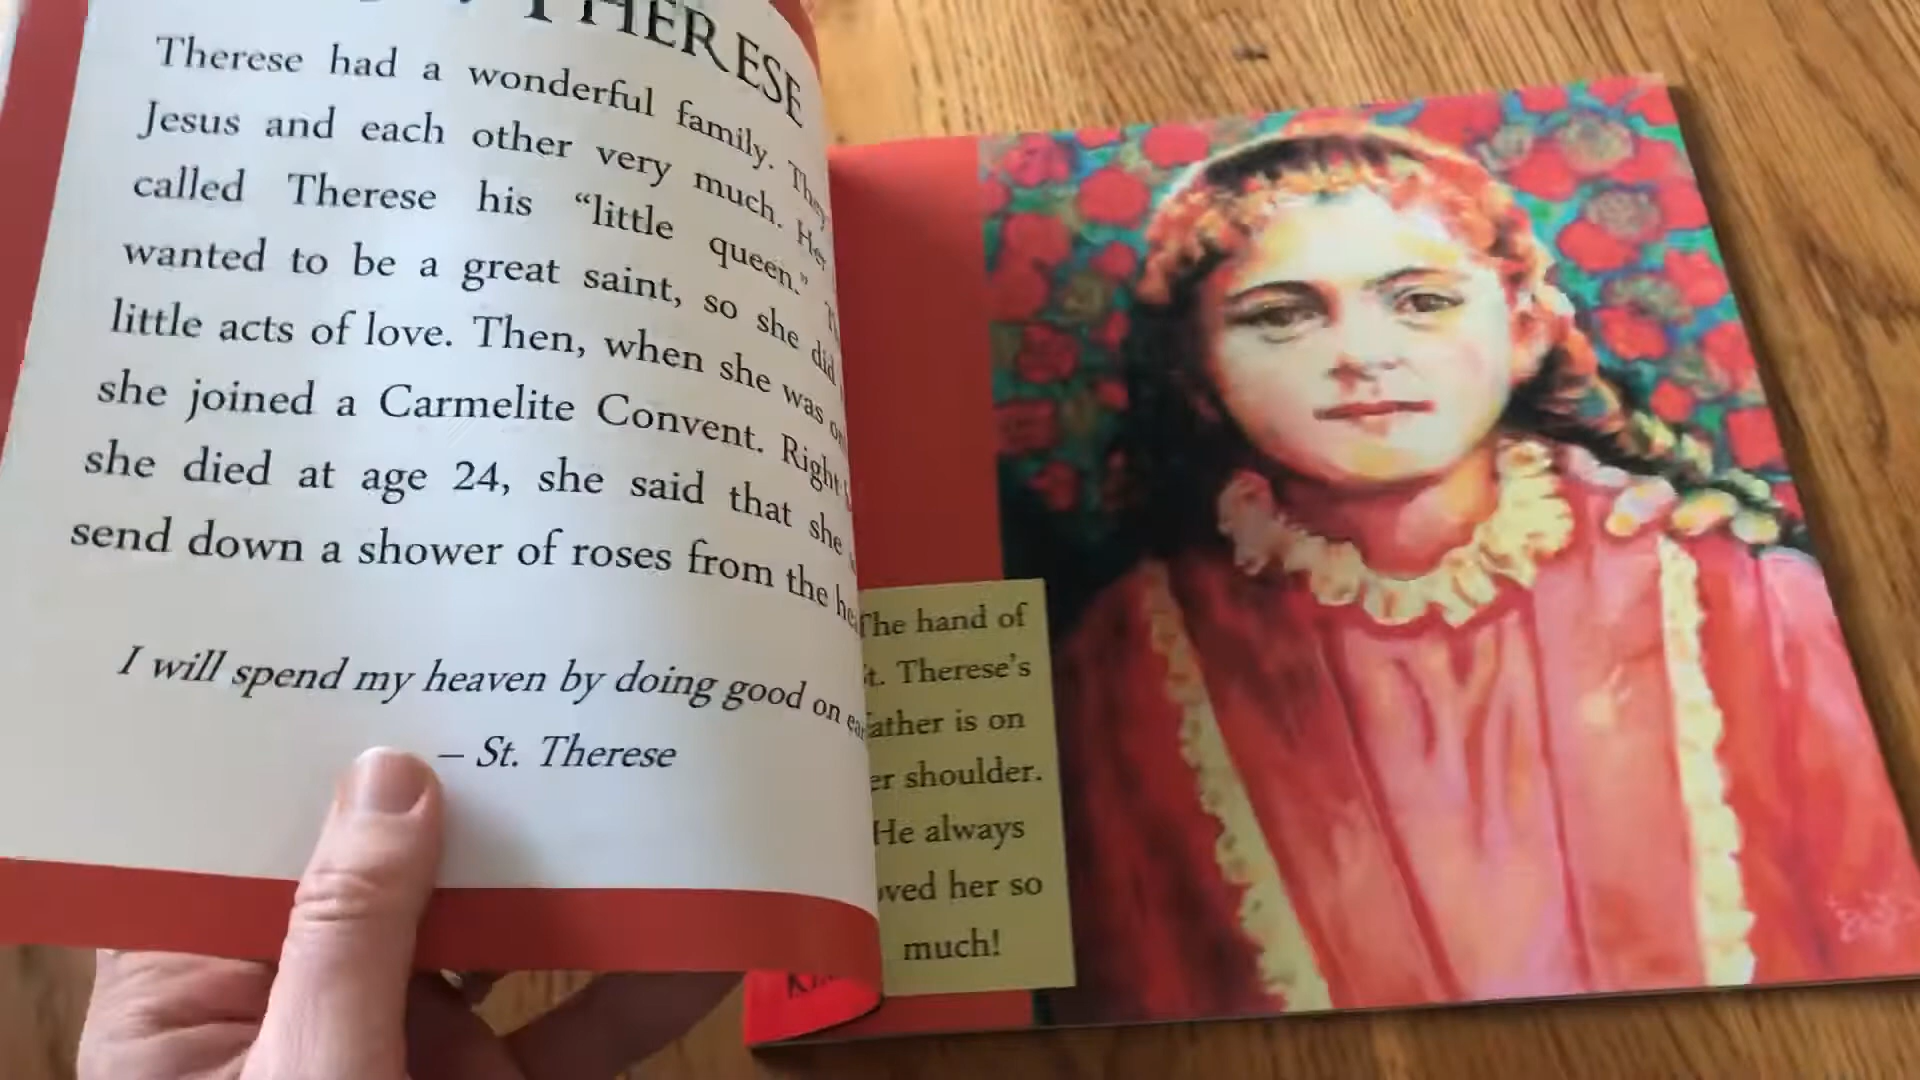 THERESE
Therese had a wonderful family. They
Jesus and each other very much. Her
called Therese his “little queen.”
wanted to be a great saint, so she did
little acts of love. Then, when she was
she joined a Carmelite Convent. Right
she died at age 24, she said that she
send down a shower of roses from the
I will spend my heaven by doing good on
– St. Therese
The hand of
St. Therese’s
father is on
shoulder.
He always
her so
much!